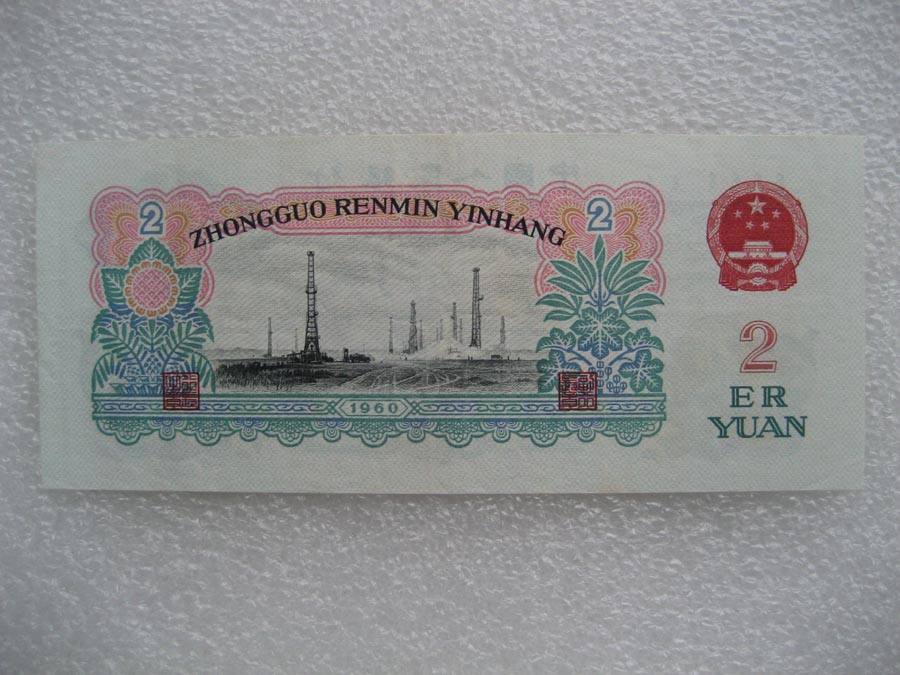 2
2
ZHONGGUO RENMIN YINHANG
1960
2
ER
YUAN